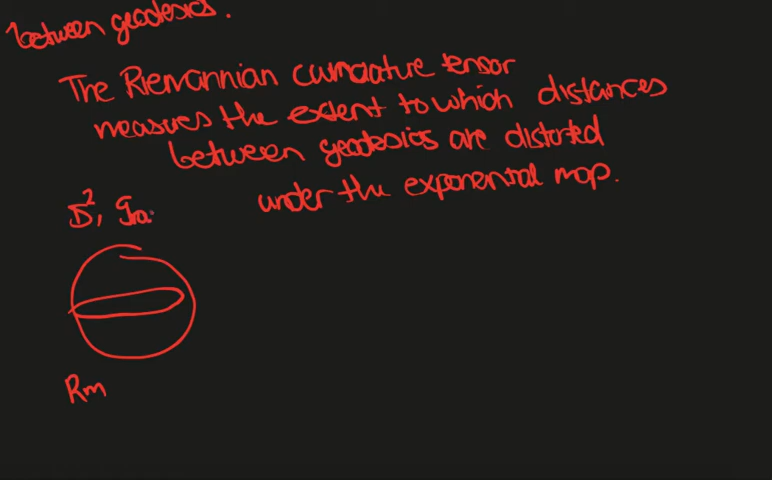 between geodesics.
The Riemannian curvature tensor
measures the extent to which distances
between geodesics are distorted
under the exponential map.
S², g
Rm